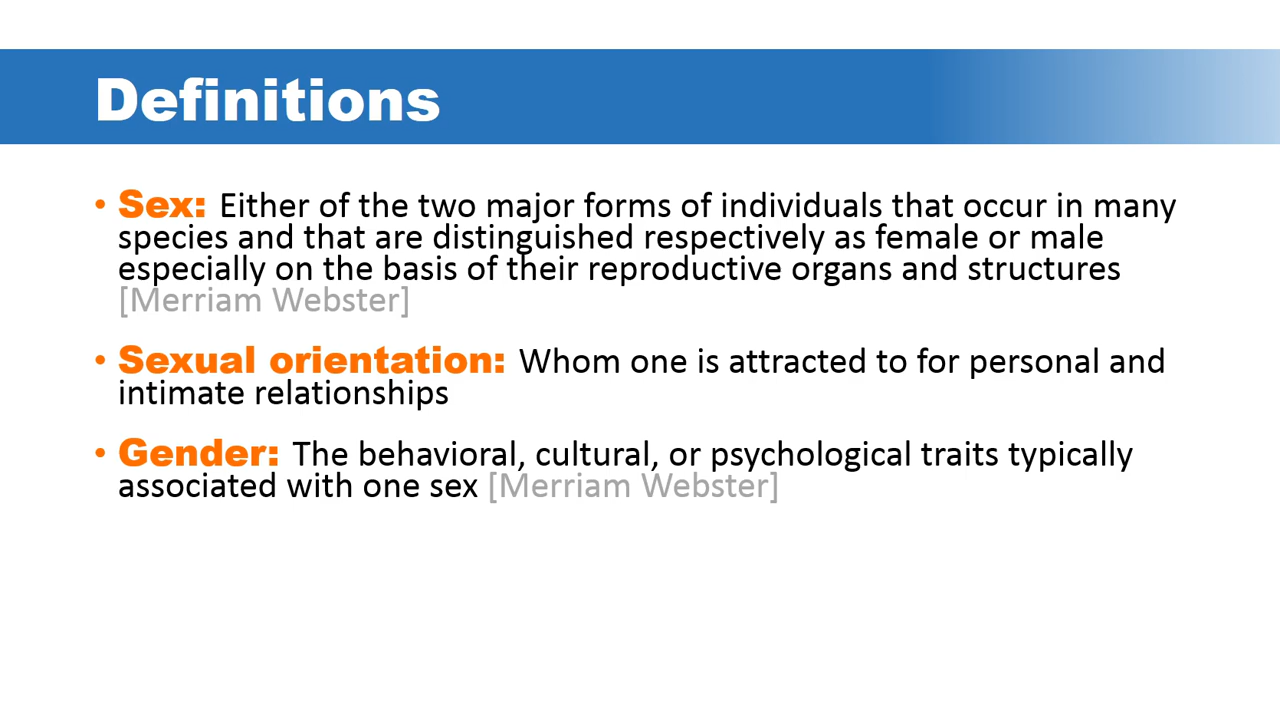 Definitions
• Sex: Either of the two major forms of individuals that occur in many
species and that are distinguished respectively as female or male
especially on the basis of their reproductive organs and structures
[Merriam Webster]
• Sexual orientation: Whom one is attracted to for personal and
intimate relationships
• Gender: The behavioral, cultural, or psychological traits typically
associated with one sex [Merriam Webster]